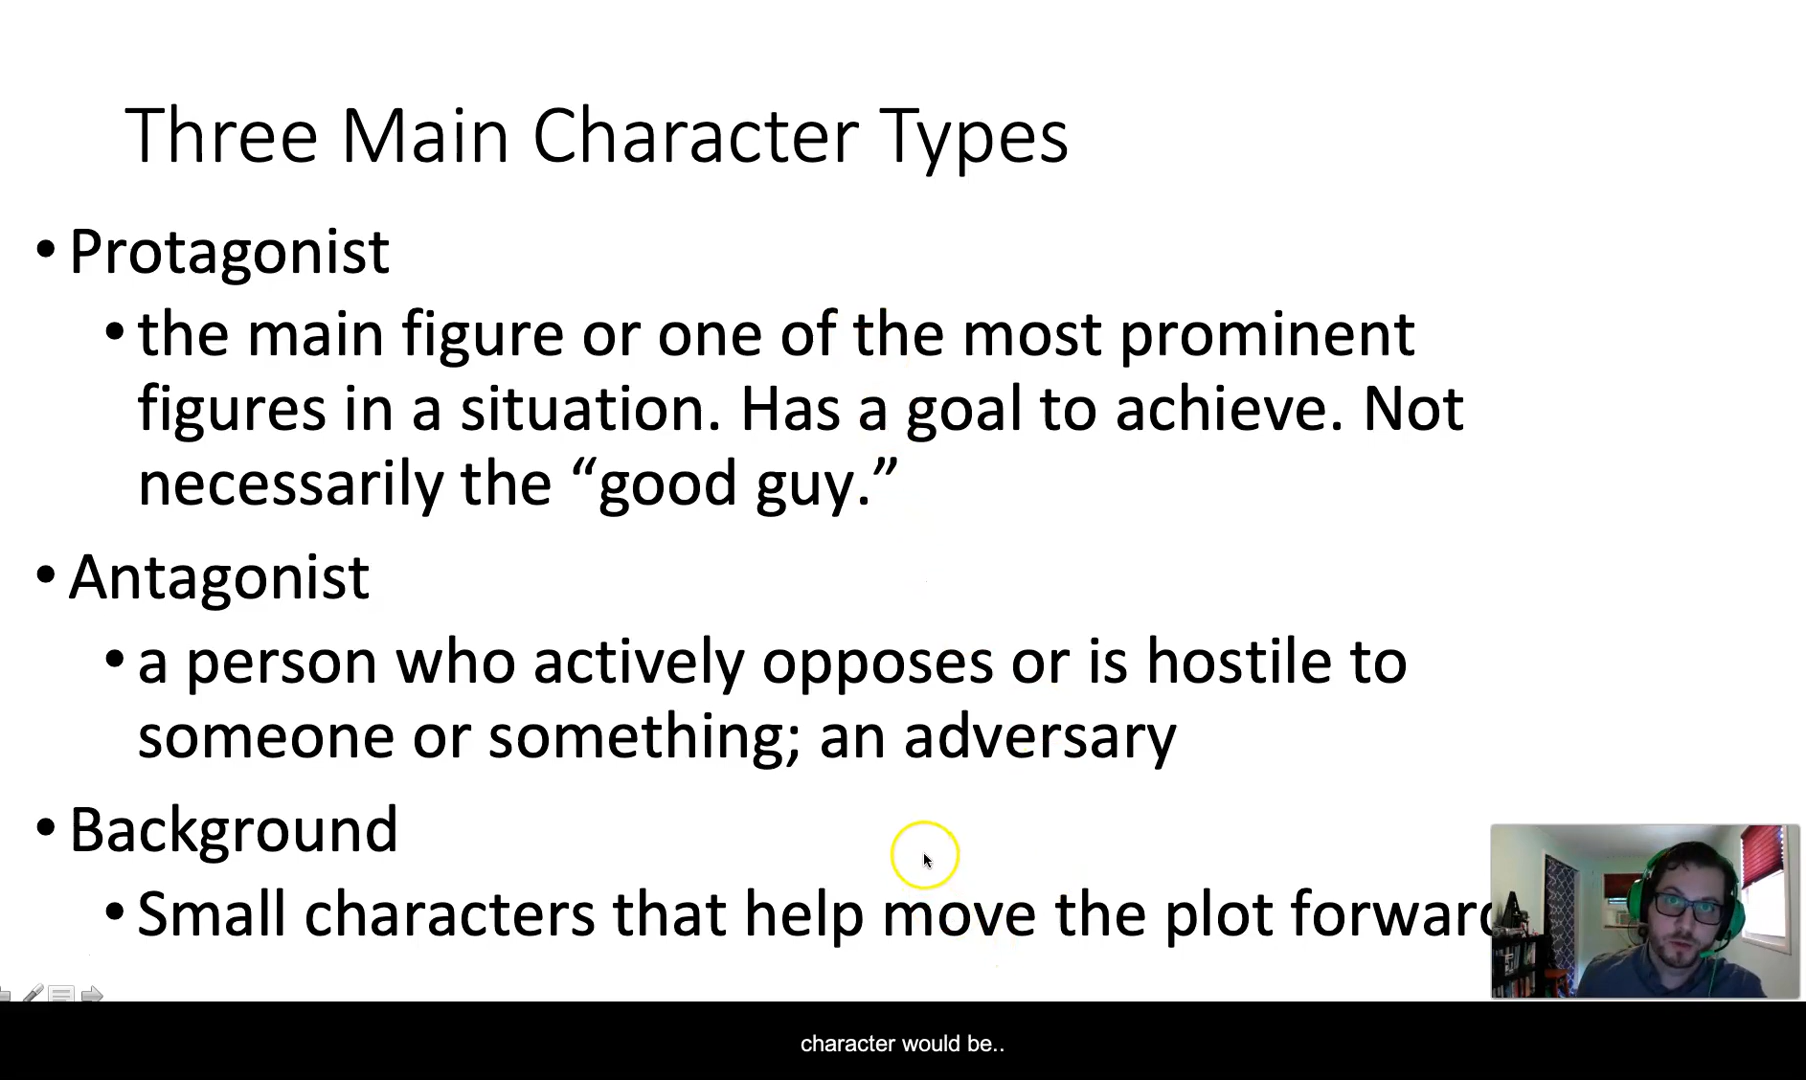 Three Main Character Types
• Protagonist
• the main figure or one of the most prominent
figures in a situation. Has a goal to achieve. Not
necessarily the “good guy.”
• Antagonist
• a person who actively opposes or is hostile to
someone or something; an adversary
• Background
• Small characters that help move the plot forward
character would be..